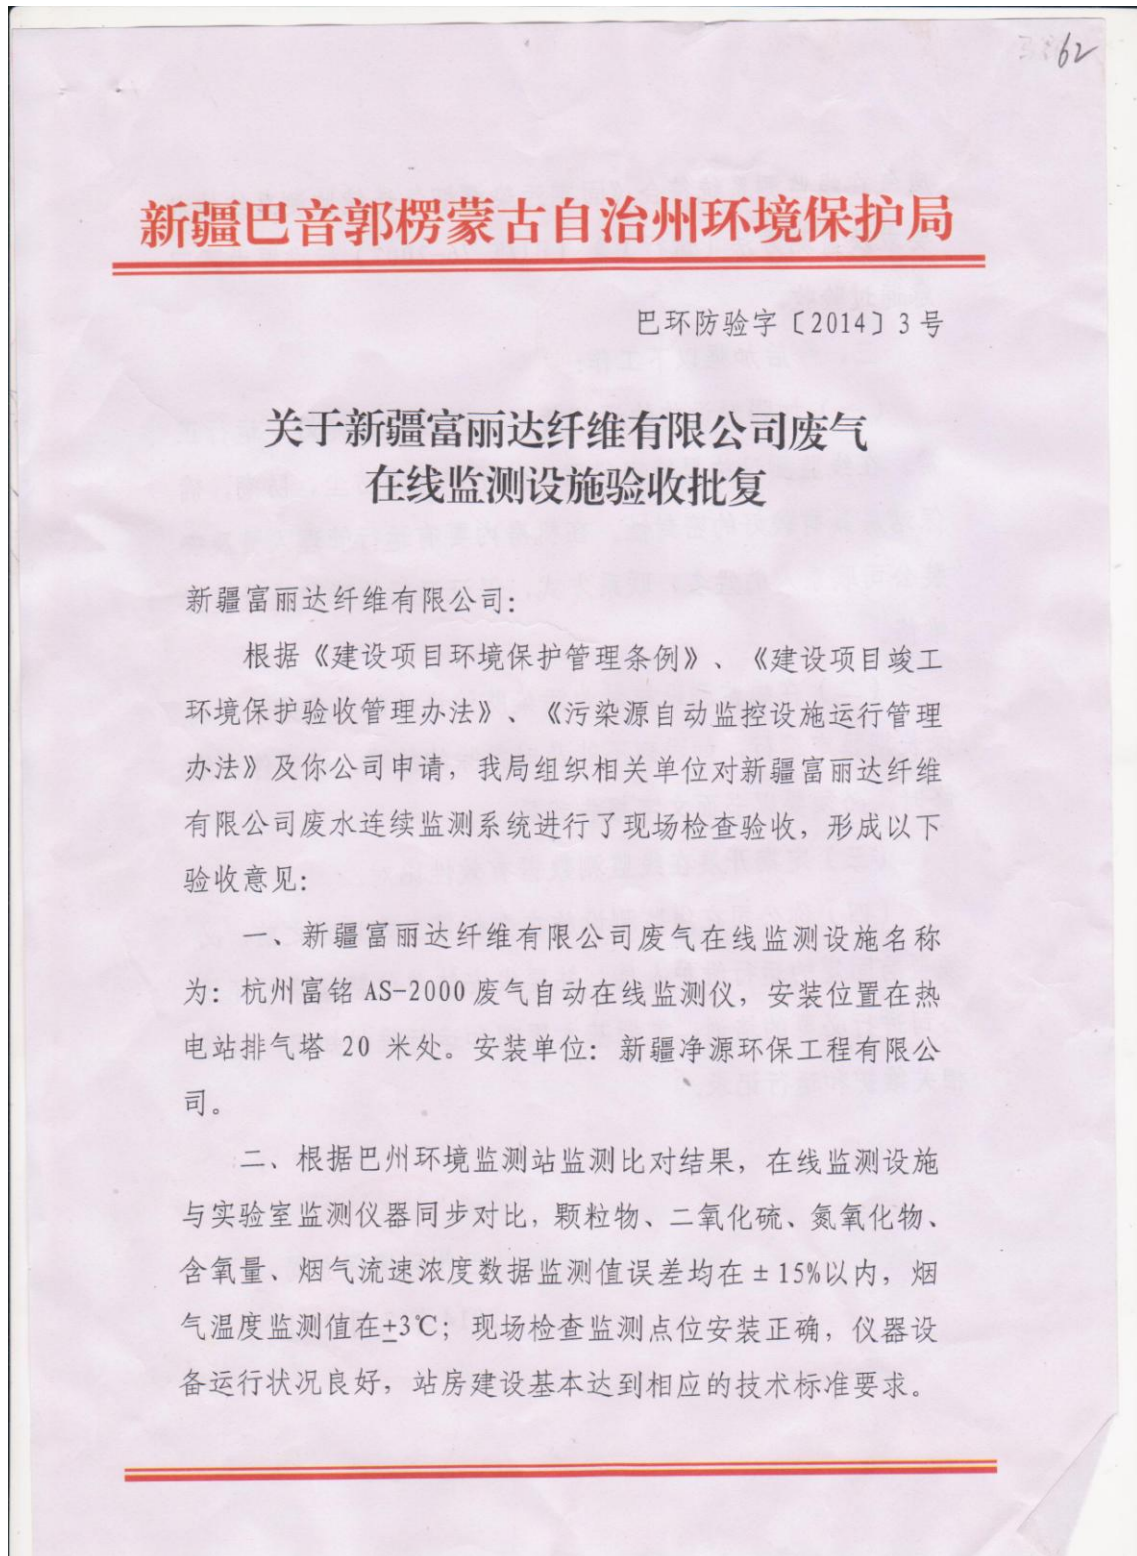 62
新疆巴音郭楞蒙古自治州环境保护局
巴环防验字〔2014〕3号
关于新疆富丽达纤维有限公司废气
在线监测设施验收批复
新疆富丽达纤维有限公司：
根据《建设项目环境保护管理条例》、《建设项目竣工
环境保护验收管理办法》、《污染源自动监控设施运行管理
办法》及你公司申请，我局组织相关单位对新疆富丽达纤维
有限公司废水连续监测系统进行了现场检查验收，形成以下
验收意见：
一、新疆富丽达纤维有限公司废气在线监测设施名称
为：杭州富铭 AS-2000 废气自动在线监测仪，安装位置在热
电站排气塔 20 米处。安装单位：新疆净源环保工程有限公
司。
二、根据巴州环境监测站监测比对结果，在线监测设施
与实验室监测仪器同步对比，颗粒物、二氧化硫、氮氧化物、
含氧量、烟气流速浓度数据监测值误差均在±15%以内，烟
气温度监测值在±3℃；现场检查监测点位安装正确，仪器设
备运行状况良好，站房建设基本达到相应的技术标准要求。